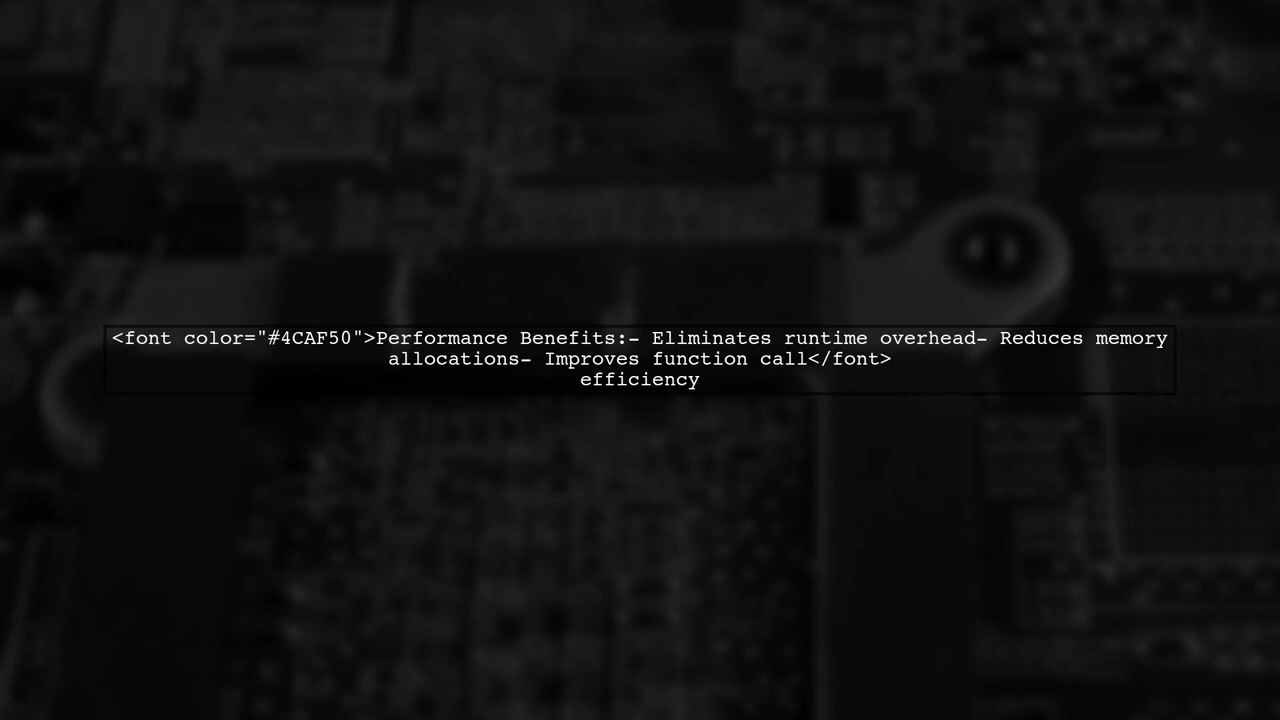 <font color="#4CAF50">Performance Benefits:- Eliminates runtime overhead- Reduces memory
allocations- Improves function call</font>
efficiency